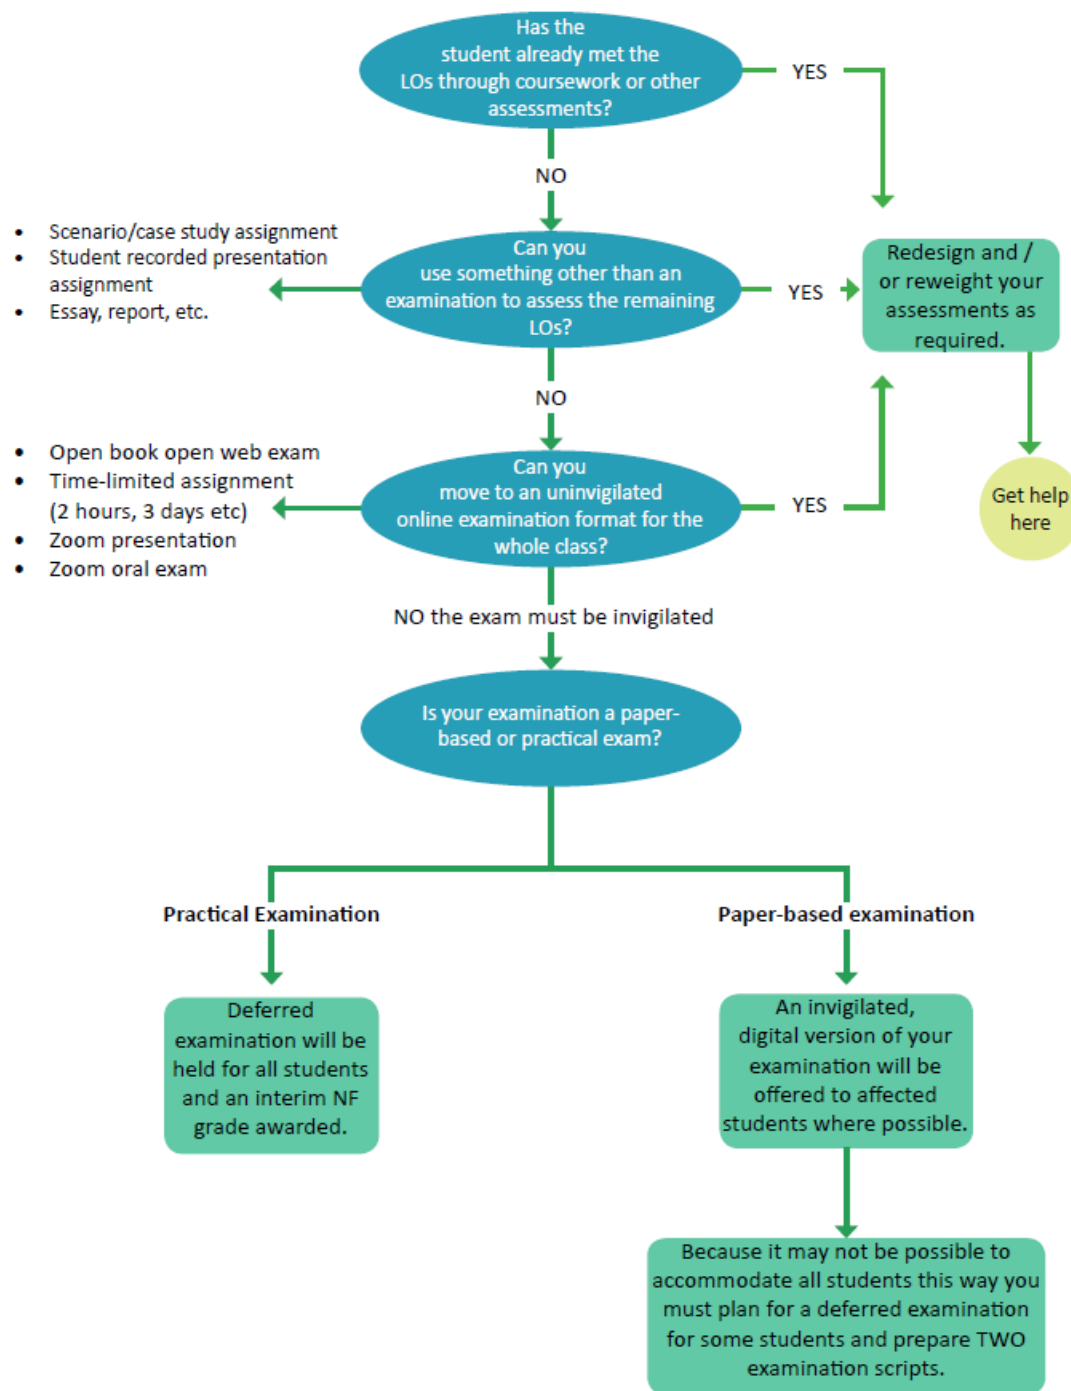 Has the
student already met the
LOs through coursework or other
assessments?
YES
NO
• Scenario/case study assignment
• Student recorded presentation
assignment
• Essay, report, etc.
Can you
use something other than an
examination to assess the remaining
LOs?
YES
Redesign and /
or reweight your
assessments as
required.
NO
• Open book open web exam
• Time-limited assignment
(2 hours, 3 days etc)
• Zoom presentation
• Zoom oral exam
Can you
move to an uninvigilated
online examination format for the
whole class?
YES
Get help
here
NO the exam must be invigilated
Is your examination a paper-
based or practical exam?
Practical Examination
Paper-based examination
Deferred
examination will be
held for all students
and an interim NF
grade awarded.
An invigilated,
digital version of your
examination will be
offered to affected
students where possible.
Because it may not be possible to
accommodate all students this way you
must plan for a deferred examination
for some students and prepare TWO
examination scripts.